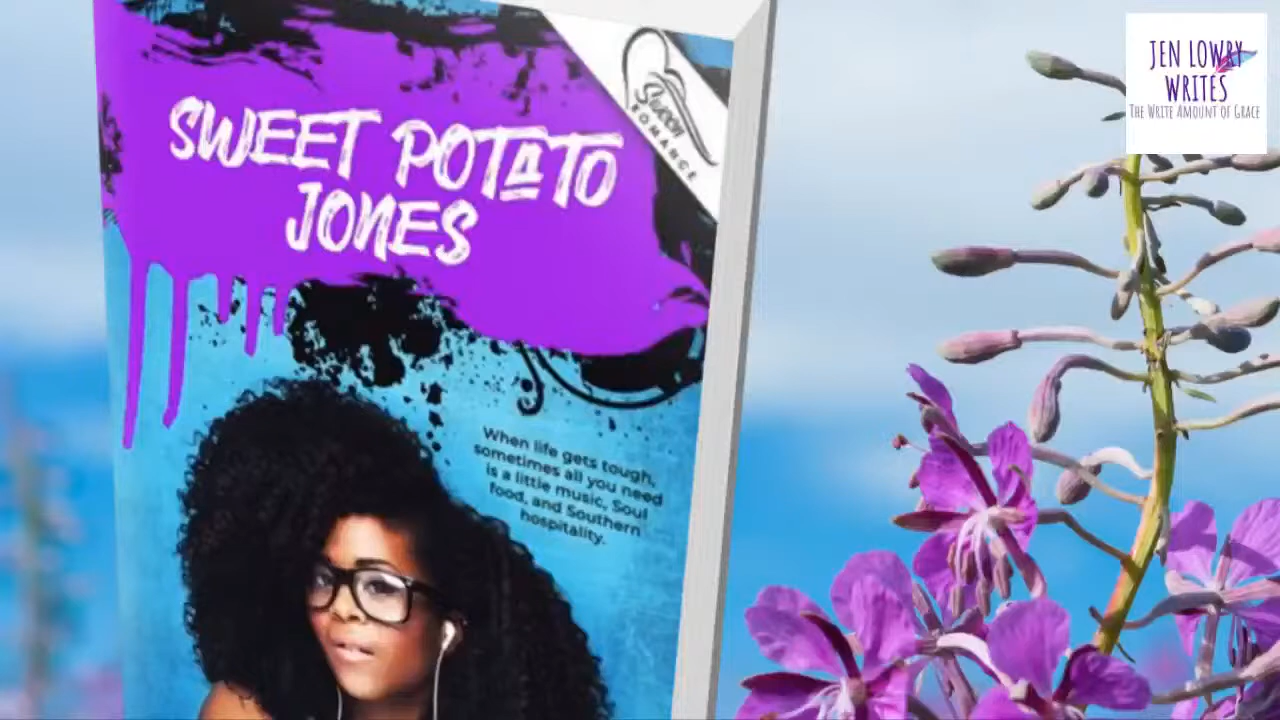 SWEET POTATO
JONES
Swoon
ROMANCE
When life gets tough,
sometimes all you need
is a little music, Soul
food, and Southern
hospitality.
JEN LOWRY
WRITES
THE WRITE AMOUNT OF GRACE